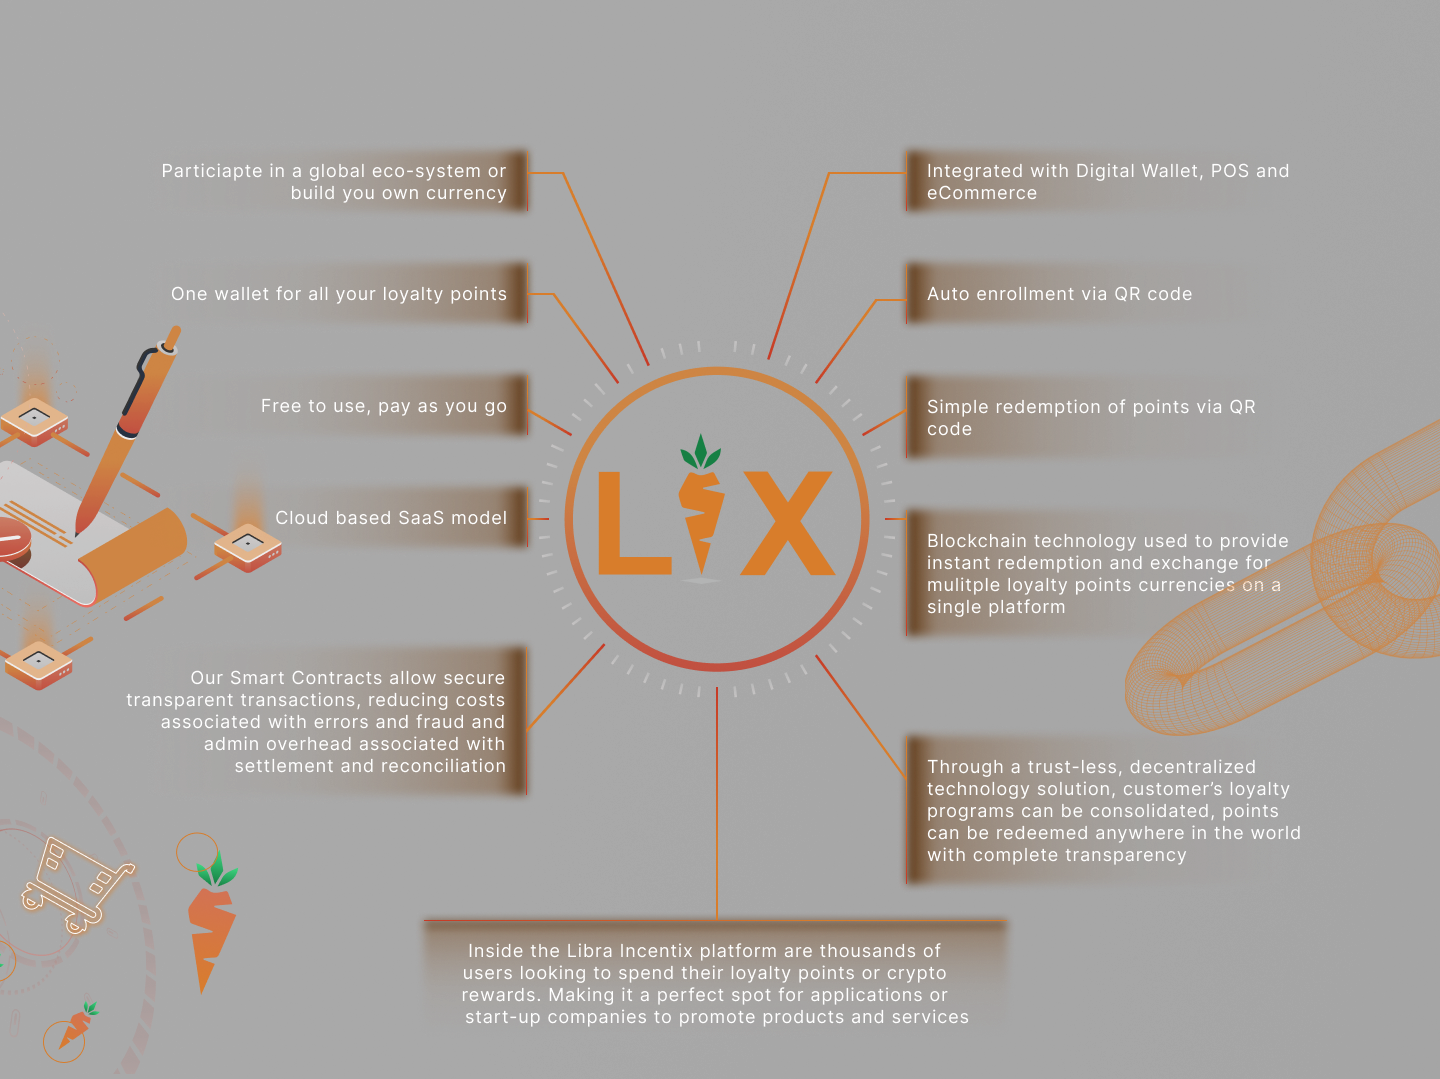 Particiapte in a global eco-system or
build you own currency
One wallet for all your loyalty points
Free to use, pay as you go
Cloud based SaaS model
Our Smart Contracts allow secure
transparent transactions, reducing costs
associated with errors and fraud and
admin overhead associated with
settlement and reconciliation
L X
Integrated with Digital Wallet, POS and
eCommerce
Auto enrollment via QR code
Simple redemption of points via QR
code
Blockchain technology used to provide
instant redemption and exchange for
mulitple loyalty points currencies on a
single platform
Through a trust-less, decentralized
technology solution, customer’s loyalty
programs can be consolidated, points
can be redeemed anywhere in the world
with complete transparency
Inside the Libra Incentix platform are thousands of
users looking to spend their loyalty points or crypto
rewards. Making it a perfect spot for applications or
start-up companies to promote products and services